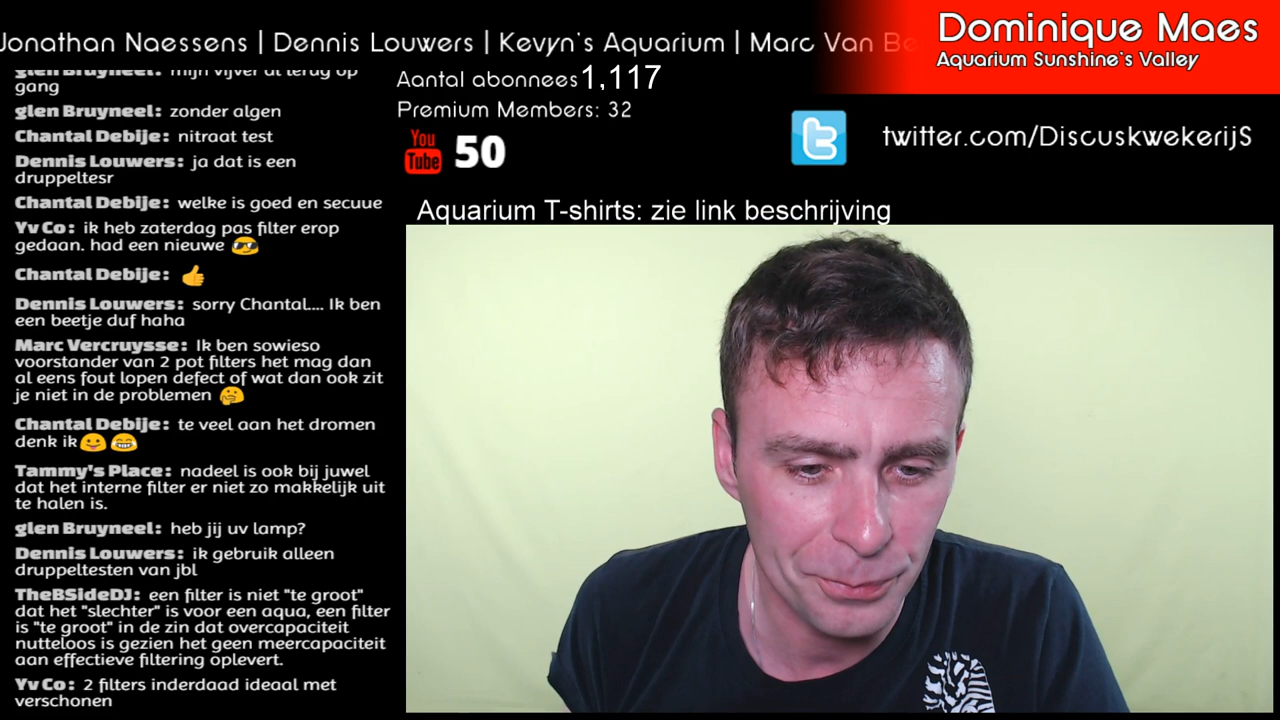 Jonathan Naessens | Dennis Louwers | Kevyn's Aquarium | Marc Van Be
Dominique Maes
Aquarium Sunshine's Valley
Aantal abonnees 1,117
Premium Members: 32
You
Tube
50
twitter.com/DiscuskwekerijS
Aquarium T-shirts: zie link beschrijving
glen Bruyneel: mijn vijver al terug op
gang
glen Bruyneel: zonder algen
Chantal Debije: nitraat test
Dennis Louwers: ja dat is een
druppeltesr
Chantal Debije: welke is goed en secuue
Yv Co: ik heb zaterdag pas filter erop
gedaan. had een nieuwe 😎
Chantal Debije: 👍
Dennis Louwers: sorry Chantal.... Ik ben
een beetje duf haha
Marc Vercruysse: Ik ben sowieso
voorstander van 2 pot filters het mag dan
al eens fout lopen defect of wat dan ook zit
je niet in de problemen 🤔
Chantal Debije: te veel aan het dromen
denk ik😀 😂
Tammy's Place: nadeel is ook bij juwel
dat het interne filter er niet zo makkelijk uit
te halen is.
glen Bruyneel: heb jij uv lamp?
Dennis Louwers: ik gebruik alleen
druppeltesten van jbl
TheBSideDJ: een filter is niet "te groot"
dat het "slechter" is voor een aqua, een filter
is "te groot" in de zin dat overcapaciteit
nutteloos is gezien het geen meercapaciteit
aan effectieve filtering oplevert.
Yv Co: 2 filters inderdaad ideaal met
verschonen